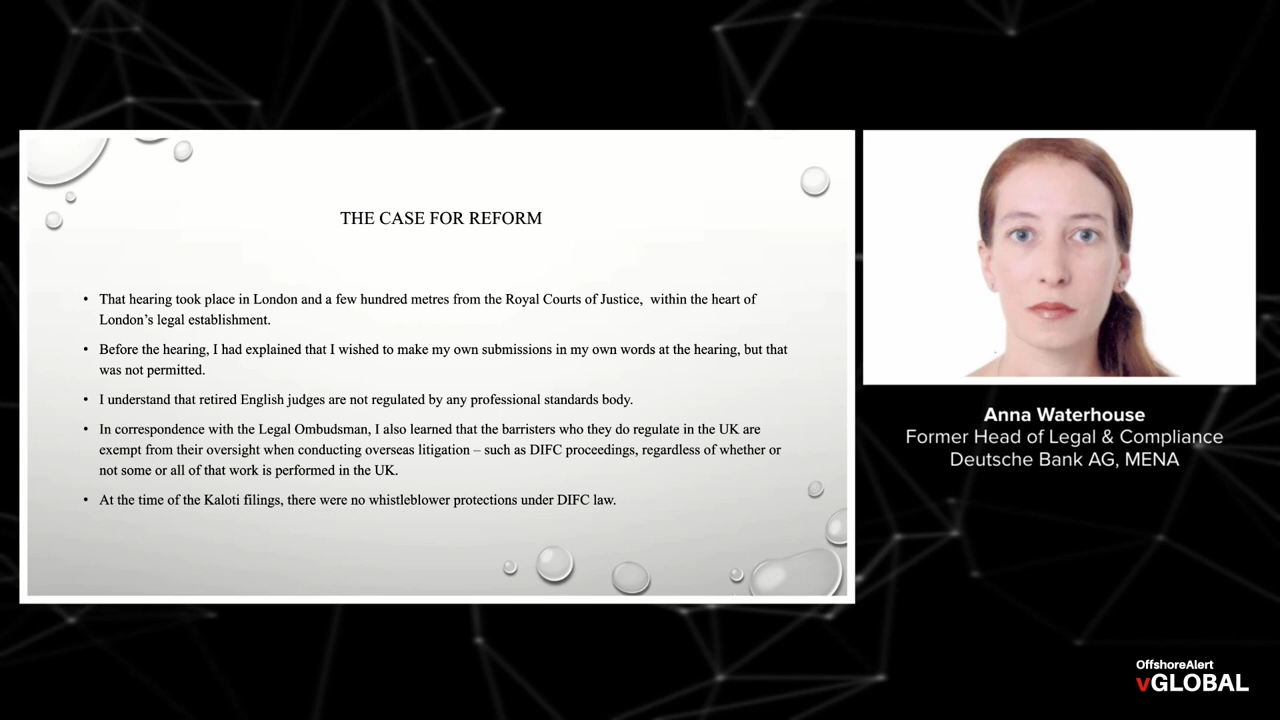 THE CASE FOR REFORM
• That hearing took place in London and a few hundred metres from the Royal Courts of Justice,  within the heart of
London’s legal establishment.
• Before the hearing, I had explained that I wished to make my own submissions in my own words at the hearing, but that
was not permitted.
• I understand that retired English judges are not regulated by any professional standards body.
• In correspondence with the Legal Ombudsman, I also learned that the barristers who they do regulate in the UK are
exempt from their oversight when conducting overseas litigation – such as DIFC proceedings, regardless of whether or
not some or all of that work is performed in the UK.
• At the time of the Kaloti filings, there were no whistleblower protections under DIFC law.
Anna Waterhouse
Former Head of Legal & Compliance
Deutsche Bank AG, MENA
OffshoreAlert
vGLOBAL